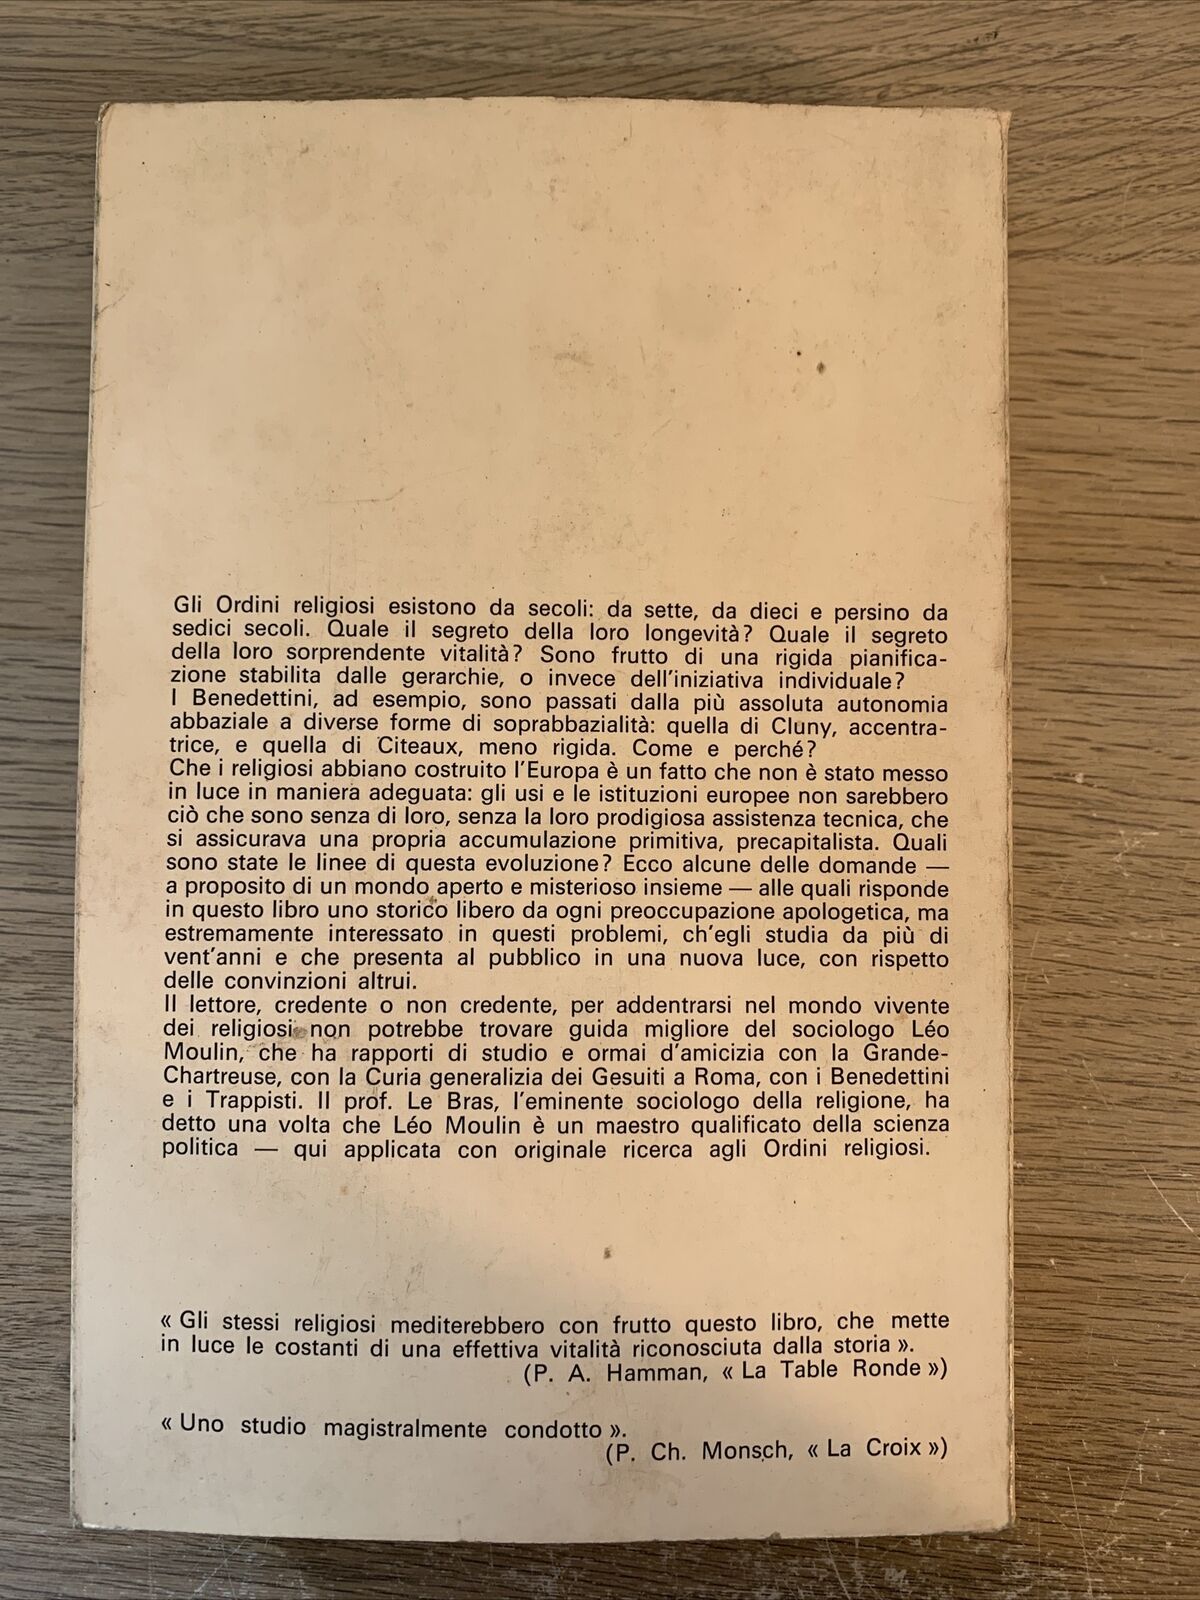 Gli Ordini religiosi esistono da secoli: da sette, da dieci e persino da
sedici secoli. Quale il segreto della loro longevità? Quale il segreto
della loro sorprendente vitalità? Sono frutto di una rigida pianifica-
zione stabilita dalle gerarchie, o invece dell'iniziativa individuale?
I Benedettini, ad esempio, sono passati dalla più assoluta autonomia
abbaziale a diverse forme di soprabbazialità: quella di Cluny, accentra-
trice, e quella di Citeaux, meno rigida. Come e perché?
Che i religiosi abbiano costruito l'Europa è un fatto che non è stato messo
in luce in maniera adeguata: gli usi e le istituzioni europee non sarebbero
ciò che sono senza di loro, senza la loro prodigiosa assistenza tecnica, che
si assicurava una propria accumulazione primitiva, precapitalista. Quali
sono state le linee di questa evoluzione? Ecco alcune delle domande —
a proposito di un mondo aperto e misterioso insieme — alle quali risponde
in questo libro uno storico libero da ogni preoccupazione apologetica, ma
estremamente interessato in questi problemi, ch'egli studia da più di
vent'anni e che presenta al pubblico in una nuova luce, con rispetto
delle convinzioni altrui.
Il lettore, credente o non credente, per addentrarsi nel mondo vivente
dei religiosi non potrebbe trovare guida migliore del sociologo Léo
Moulin, che ha rapporti di studio e ormai d'amicizia con la Grande-
Chartreuse, con la Curia generalizia dei Gesuiti a Roma, con i Benedettini
e i Trappisti. Il prof. Le Bras, l'eminente sociologo della religione, ha
detto una volta che Léo Moulin è un maestro qualificato della scienza
politica — qui applicata con originale ricerca agli Ordini religiosi.
« Gli stessi religiosi mediterebbero con frutto questo libro, che mette
in luce le costanti di una effettiva vitalità riconosciuta dalla storia ».
(P. A. Hamman, « La Table Ronde »)
« Uno studio magistralmente condotto ».
(P. Ch. Monsch, « La Croix »)